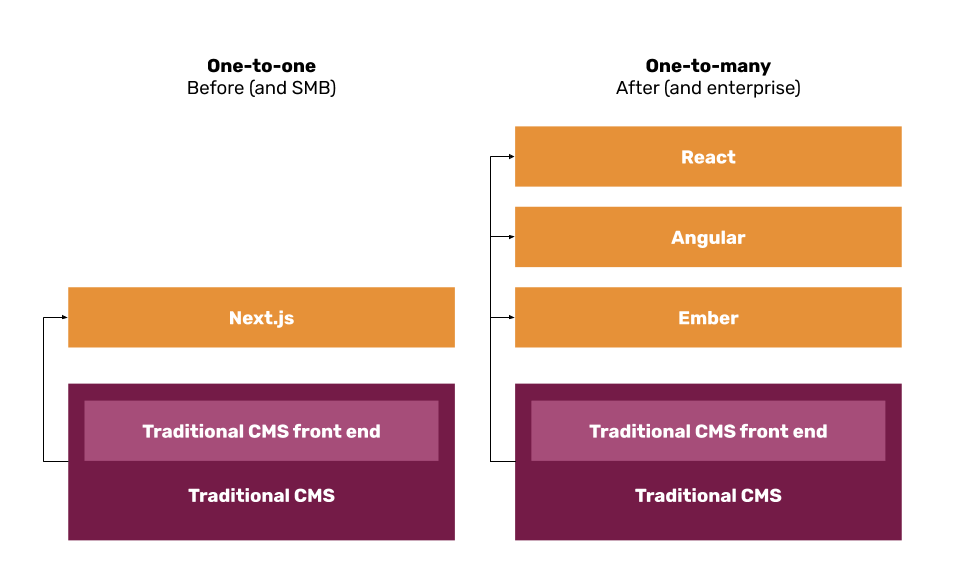 One-to-one
Before (and SMB)
Next.js
Traditional CMS front end
Traditional CMS
One-to-many
After (and enterprise)
React
Angular
Ember
Traditional CMS front end
Traditional CMS